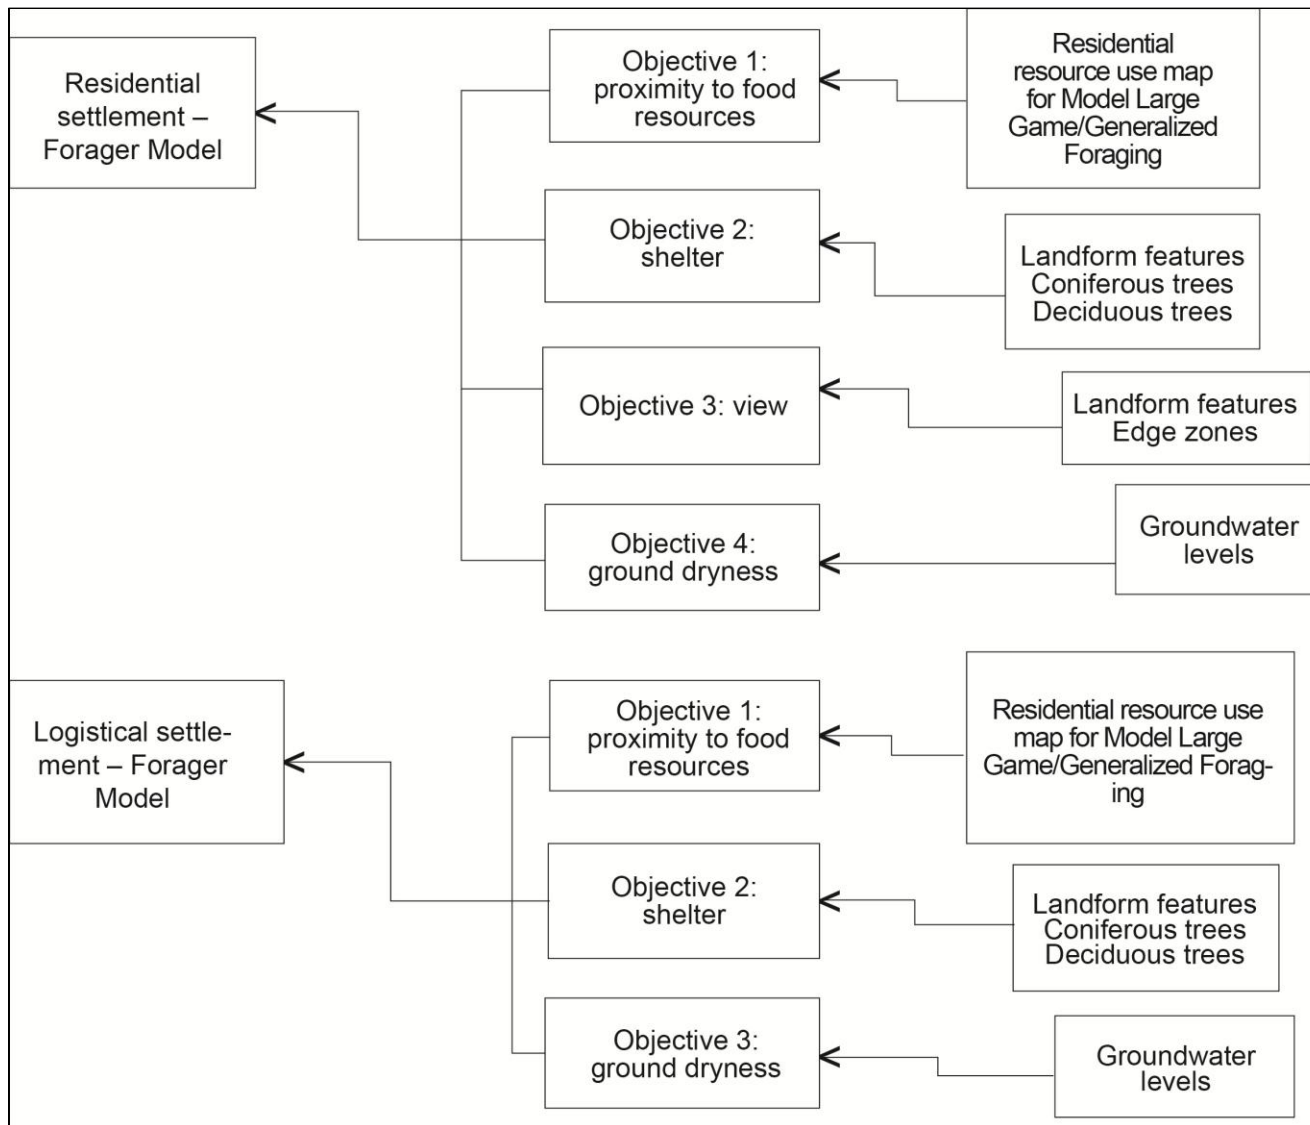 Residential
settlement –
Forager Model
Objective 1:
proximity to food
resources
Residential
resource use map
for Model Large
Game/Generalized
Foraging
Objective 2:
shelter
Landform features
Coniferous trees
Deciduous trees
Objective 3: view
Landform features
Edge zones
Objective 4:
ground dryness
Groundwater
levels
Logistical settle-
ment – Forager
Model
Objective 1:
proximity to food
resources
Residential resource use
map for Model Large
Game/Generalized Forag-
ing
Objective 2:
shelter
Landform features
Coniferous trees
Deciduous trees
Objective 3:
ground dryness
Groundwater
levels